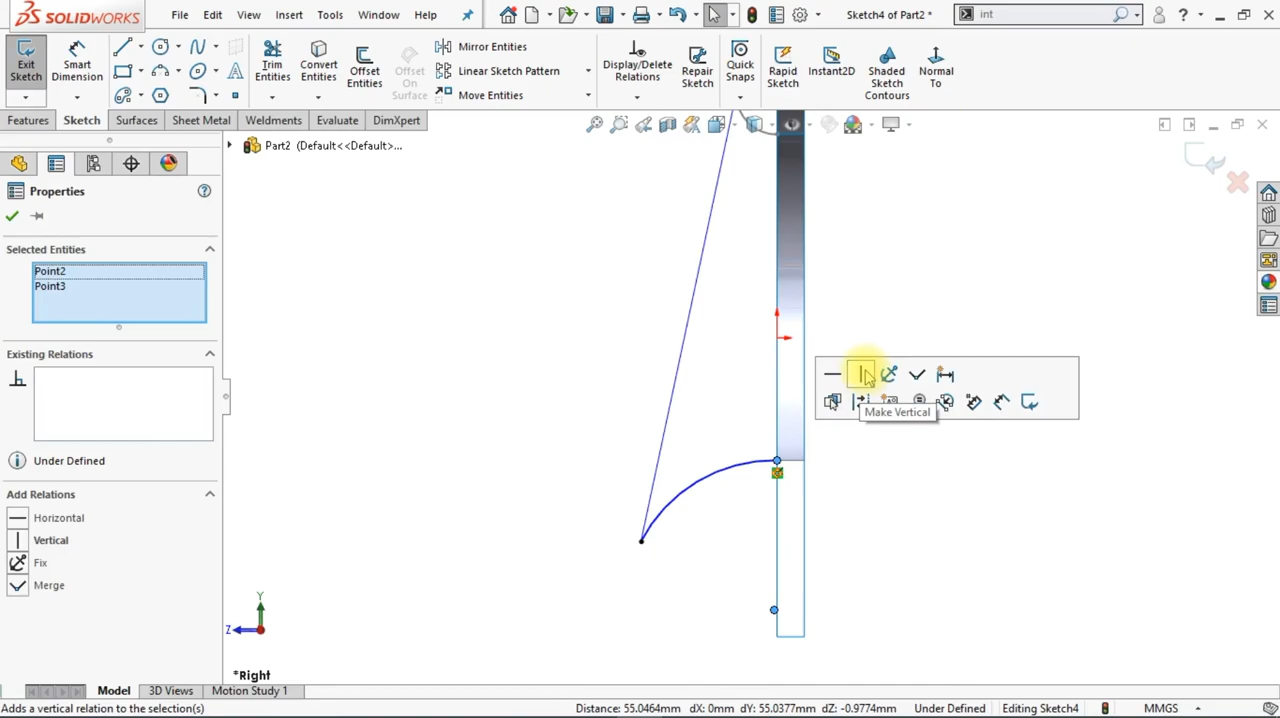 SOLIDWORKS
File Edit View Insert Tools Window Help
Sketch4 of Part2 *
int
Exit Sketch
Smart Dimension
Trim Entities
Convert Entities
Offset Entities
Offset On Surface
Mirror Entities
Linear Sketch Pattern
Move Entities
Display/Delete Relations
Repair Sketch
Quick Snaps
Rapid Sketch
Instant2D
Shaded Sketch Contours
Normal To
Features Sketch Surfaces Sheet Metal Weldments Evaluate DimXpert
Part2 (Default<<Default>...
Properties
Selected Entities
Point2
Point3
Existing Relations
Under Defined
Add Relations
Horizontal
Vertical
Fix
Merge
Make Vertical
Y
Z
*Right
Model 3D Views Motion Study 1
Adds a vertical relation to the selection(s)
Distance: 55.0464mm dX: 0mm dY: 55.0377mm dZ: -0.9774mm Under Defined Editing Sketch4 MMGS